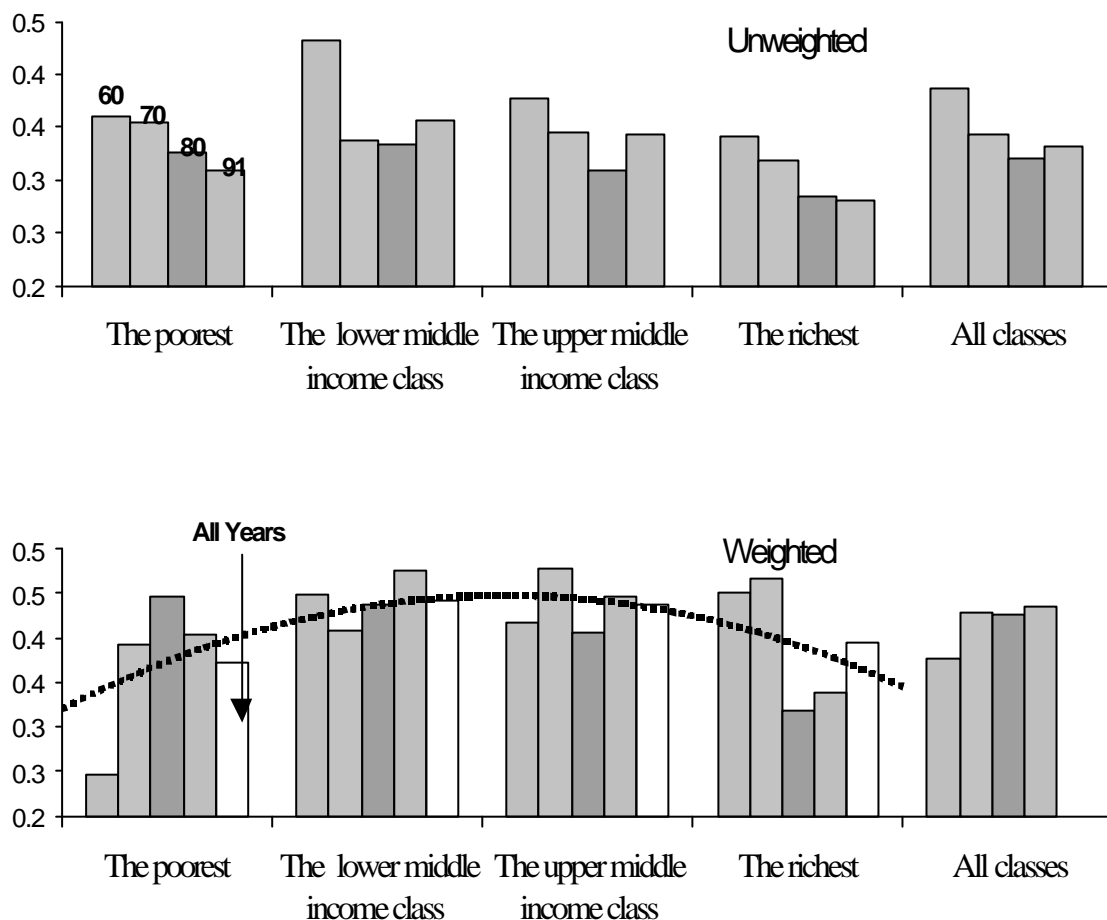 0.5
Unweighted
0.4
60
70
0.4
80
91
0.3
0.3
0.2
The poorest
The lower middle
income class
The upper middle
income class
The richest
All classes
All Years
Weighted
0.5
0.5
0.4
0.4
0.3
0.3
0.2
The poorest
The lower middle
income class
The upper middle
income class
The richest
All classes